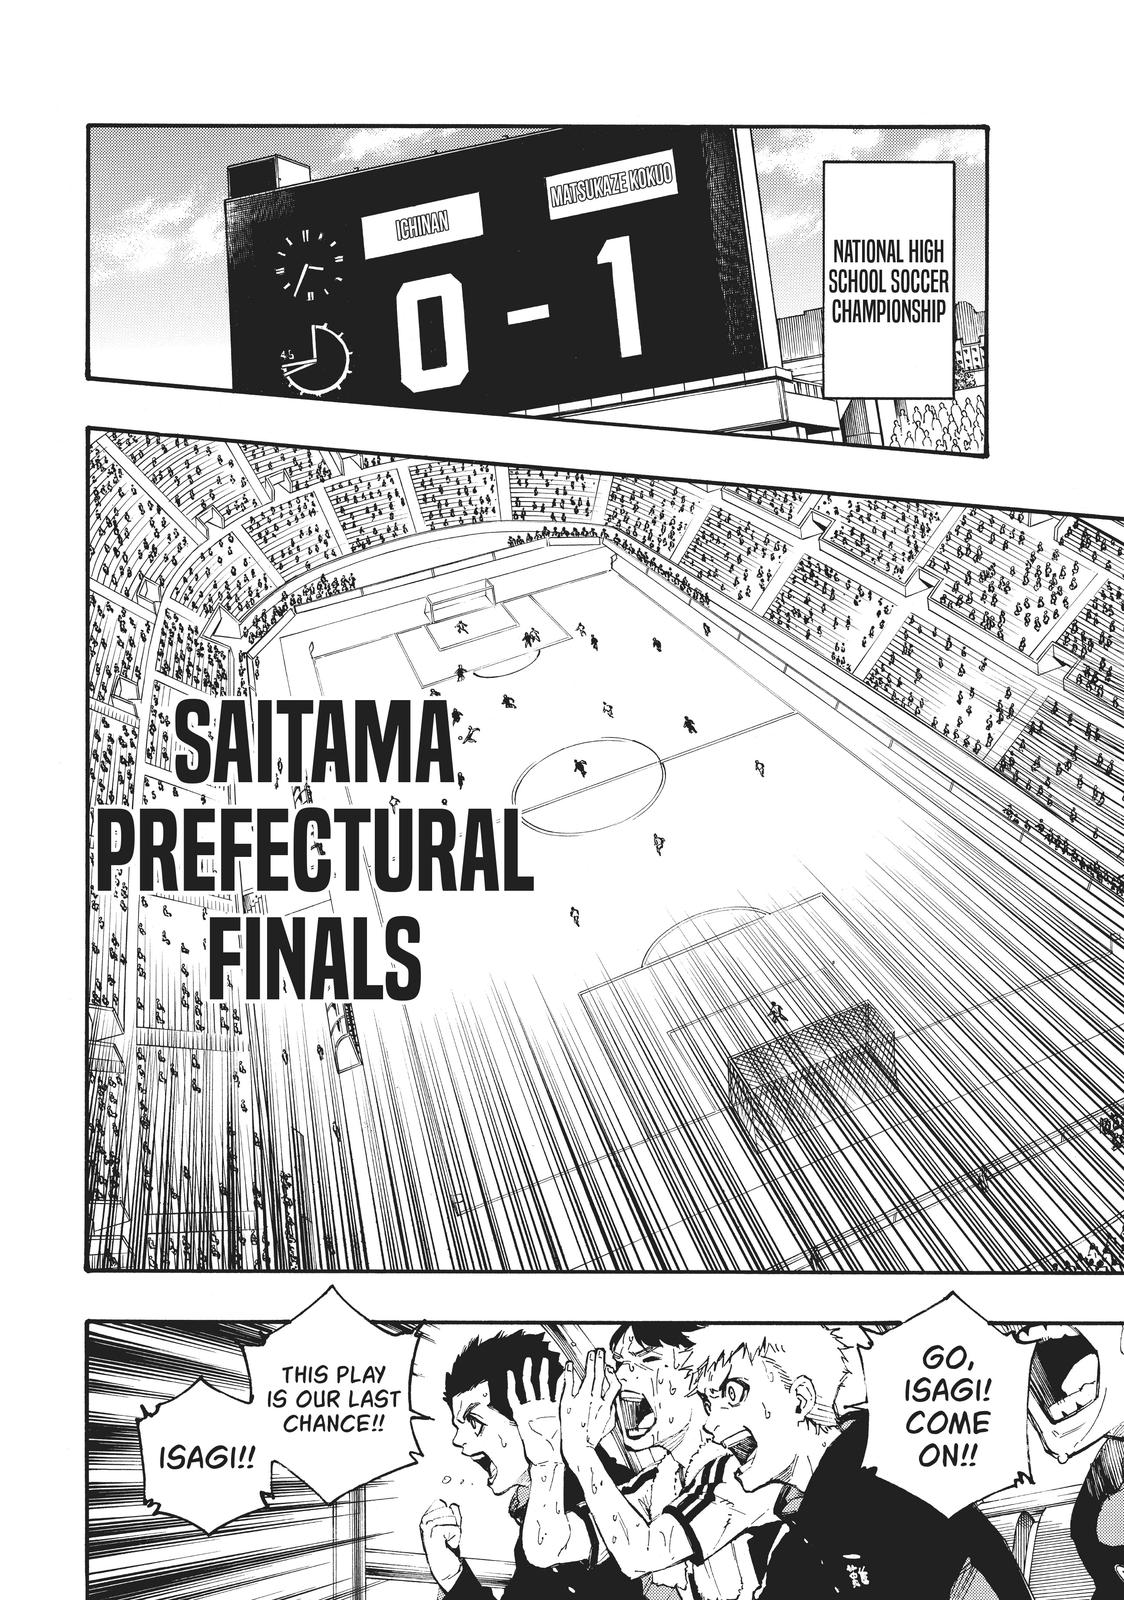 NATIONAL HIGH
SCHOOL SOCCER
CHAMPIONSHIP
ICHINAN
MATSUKAZE KOKUO
0 - 1
45
SAITAMA
PREFECTURAL
FINALS
GO,
ISAGI!
COME
ON!!
THIS PLAY
IS OUR LAST
CHANCE!!
ISAGI!!